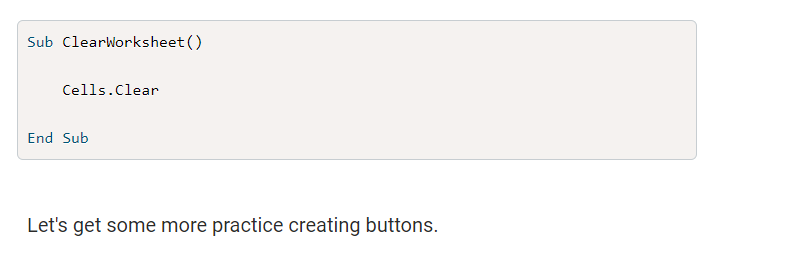 Sub ClearWorksheet()
Cells.Clear
End Sub
Let's get some more practice creating buttons.